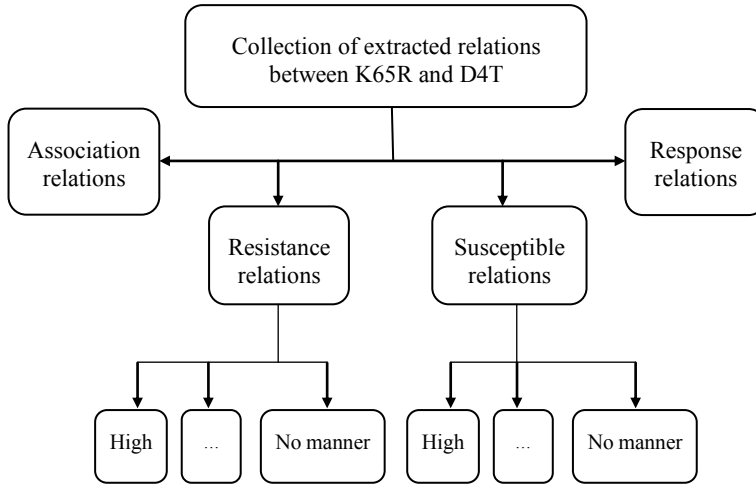 Collection of extracted relations
between K65R and D4T
Association
relations
Response
relations
Resistance
relations
Susceptible
relations
High
...
No manner
High
...
No manner